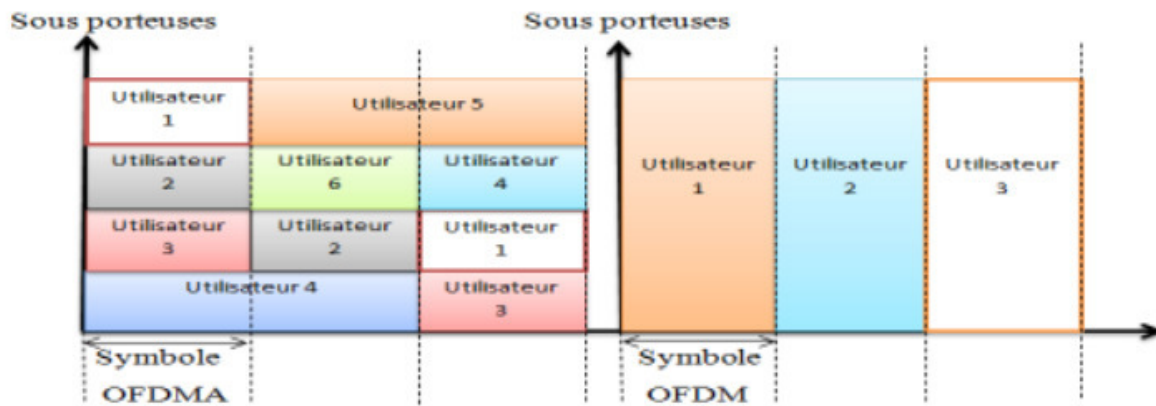 Sous porteuses
Sous porteuses
Utilisateur
1
Utilisateur 5
Utilisateur
2
Utilisateur
6
Utilisateur
4
Utilisateur
3
Utilisateur
2
Utilisateur
1
Utilisateur 4
Utilisateur
3
Utilisateur
1
Utilisateur
2
Utilisateur
3
Symbole
OFDMA
Symbole
OFDM